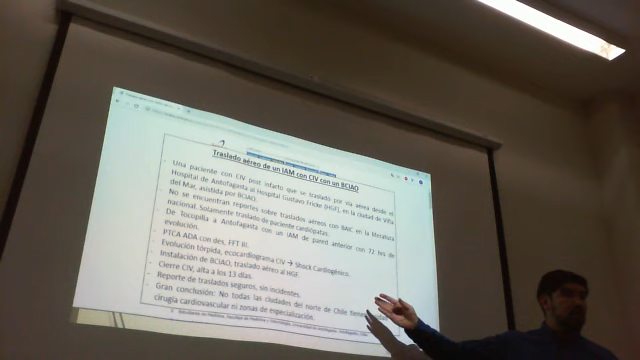 Traslado aéreo de un IAM con CIV con un BCIAO
- Una paciente con CIV post infarto que se traslado por vía aérea desde el
Hospital de Antofagasta al Hospital Gustavo Fricke (HGF), en la ciudad de Viña
del Mar, asistida por BCIAO.
- No se encuentran reportes sobre traslados aéreos con BAIC en la literatura
nacional. Solamente traslado de paciente cardiópatas.
- De Tocopilla a Antofagasta con un IAM de pared anterior con 72 hrs de
evolución.
- PTCA ADA con des, FFT III.
- Evolución tórpida, ecocardiograma CIV → Shock Cardiogénico.
- Instalación de BCIAO, traslado aéreo al HGF
- Cierre CIV, alta a los 13 días.
- Reporte de traslados seguros, sin incidentes.
- Gran conclusión: No todas las ciudades del norte de Chile
cirugía cardiovascular ni zonas de especialización.